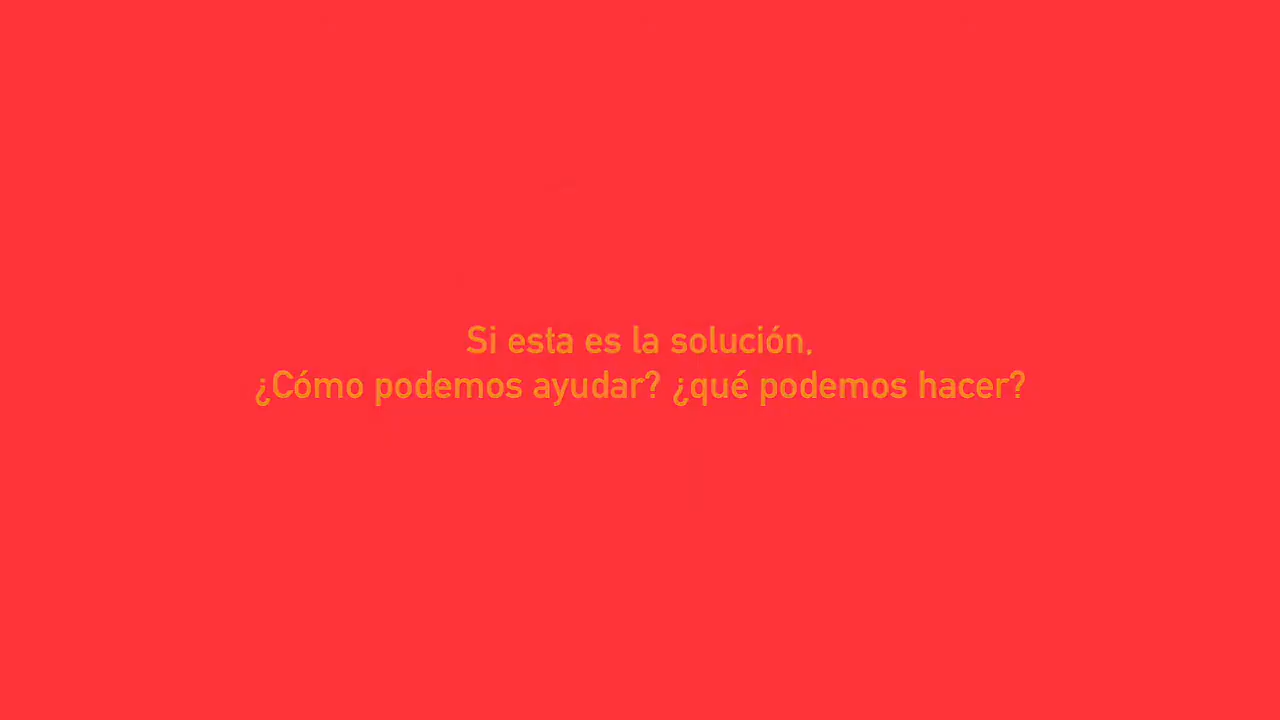 Si esta es la solución,
¿Cómo podemos ayudar? ¿qué podemos hacer?